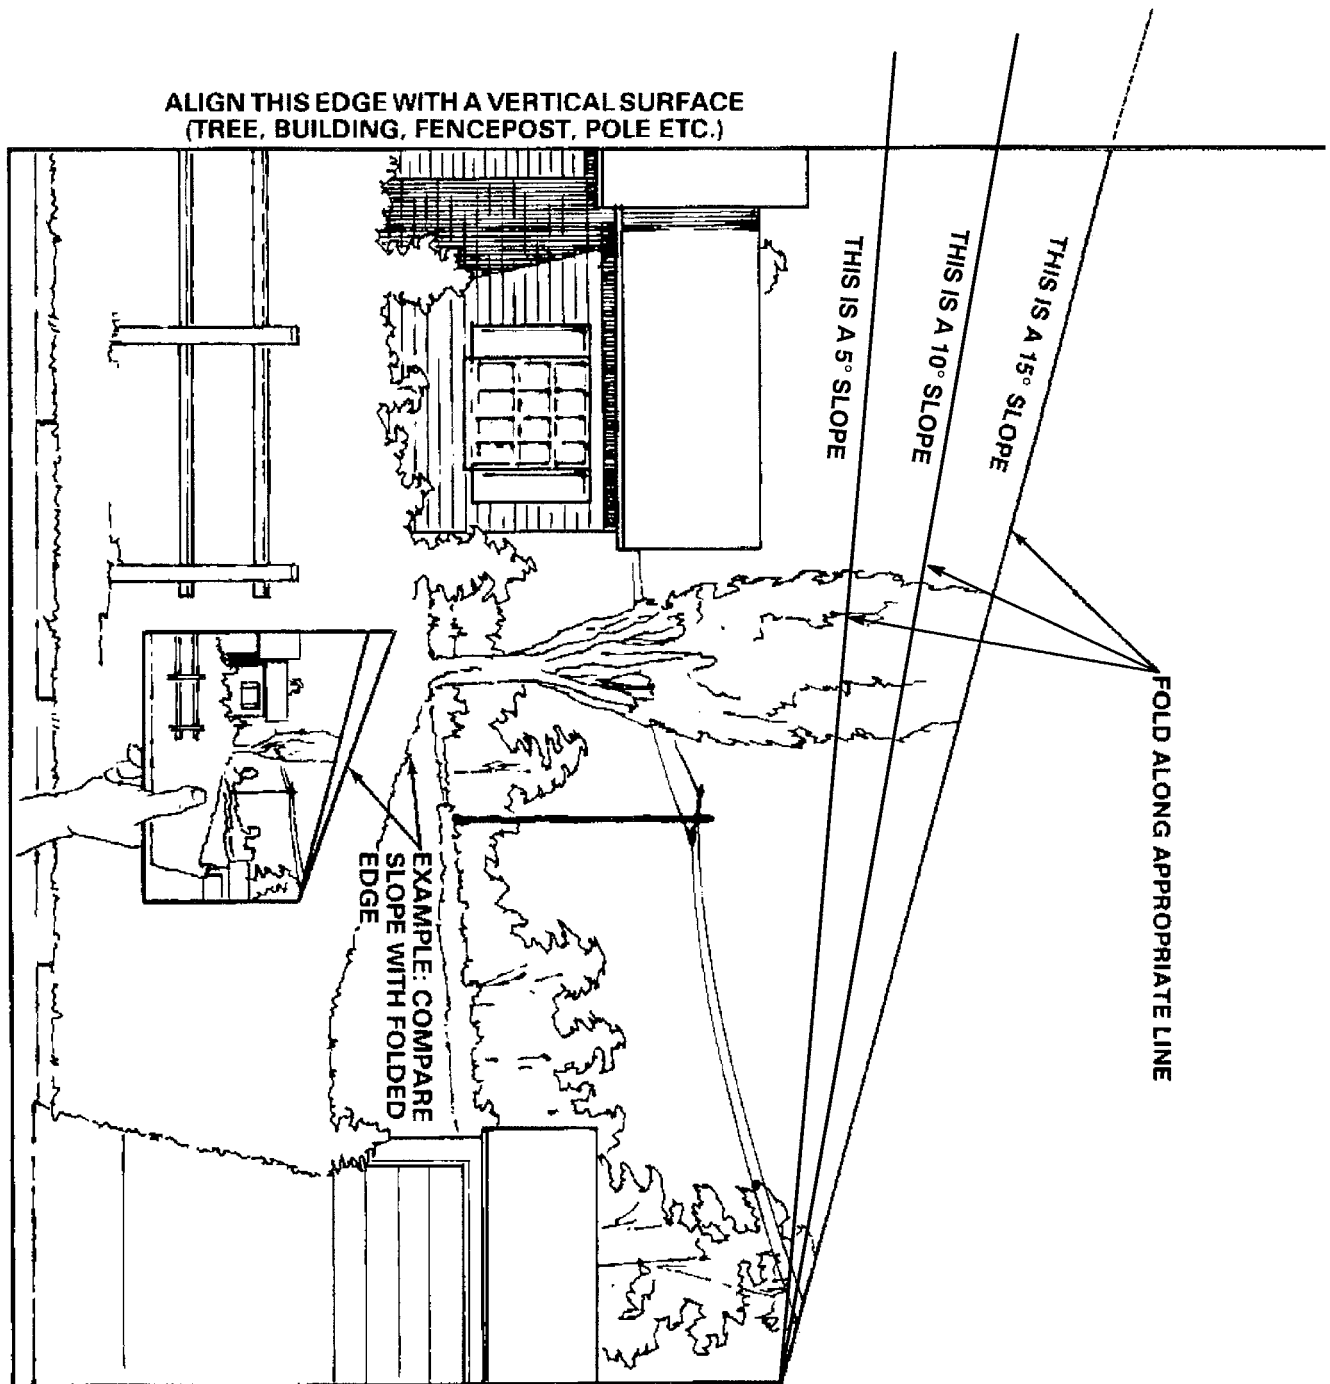 ALIGN THIS EDGE WITH A VERTICAL SURFACE
(TREE, BUILDING, FENCEPOST, POLE ETC.)
THIS IS A 5° SLOPE
THIS IS A 10° SLOPE
THIS IS A 15° SLOPE
FOLD ALONG APPROPRIATE LINE
EXAMPLE: COMPARE
SLOPE WITH FOLDED
EDGE